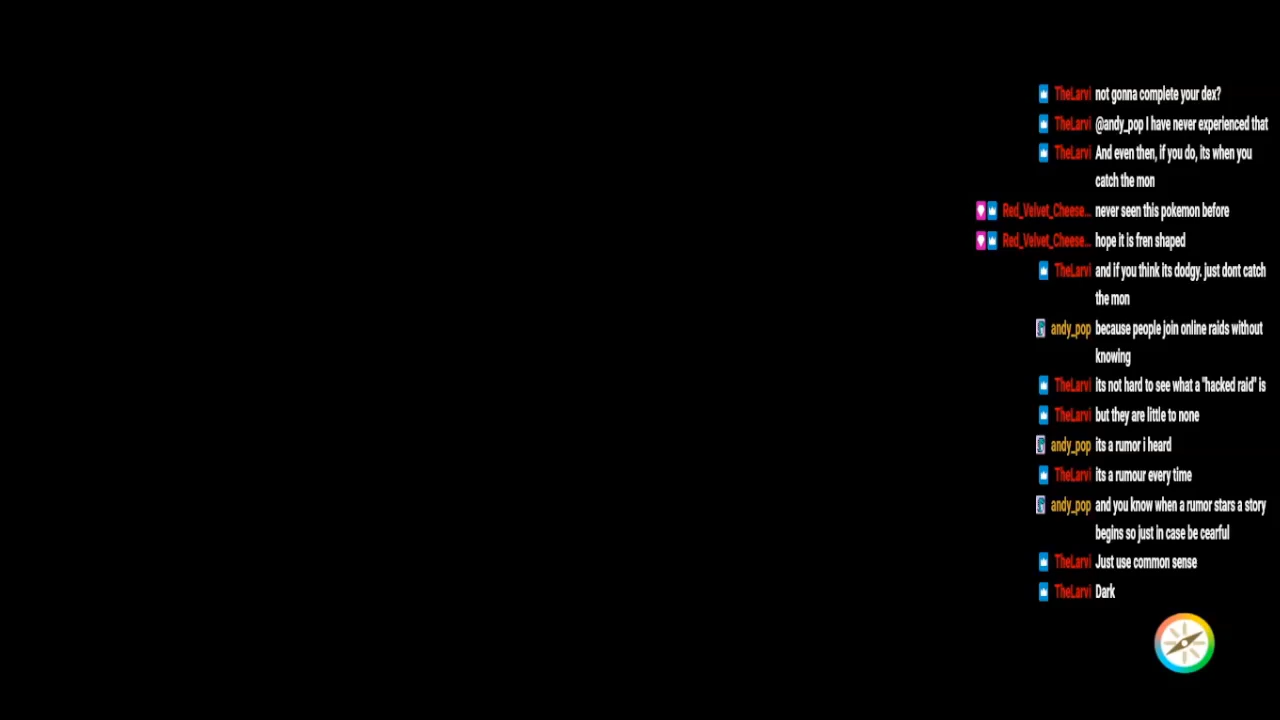 TheLarvi not gonna complete your dex?
TheLarvi @andy_pop I have never experienced that
TheLarvi And even then, if you do, its when you
catch the mon
Red_Velvet_Cheese... never seen this pokemon before
Red_Velvet_Cheese... hope it is fren shaped
TheLarvi and if you think its dodgy. just dont catch
the mon
andy_pop because people join online raids without
knowing
TheLarvi its not hard to see what a "hacked raid" is
TheLarvi but they are little to none
andy_pop its a rumor i heard
TheLarvi its a rumour every time
andy_pop and you know when a rumor stars a story
begins so just in case be cearful
TheLarvi Just use common sense
TheLarvi Dark